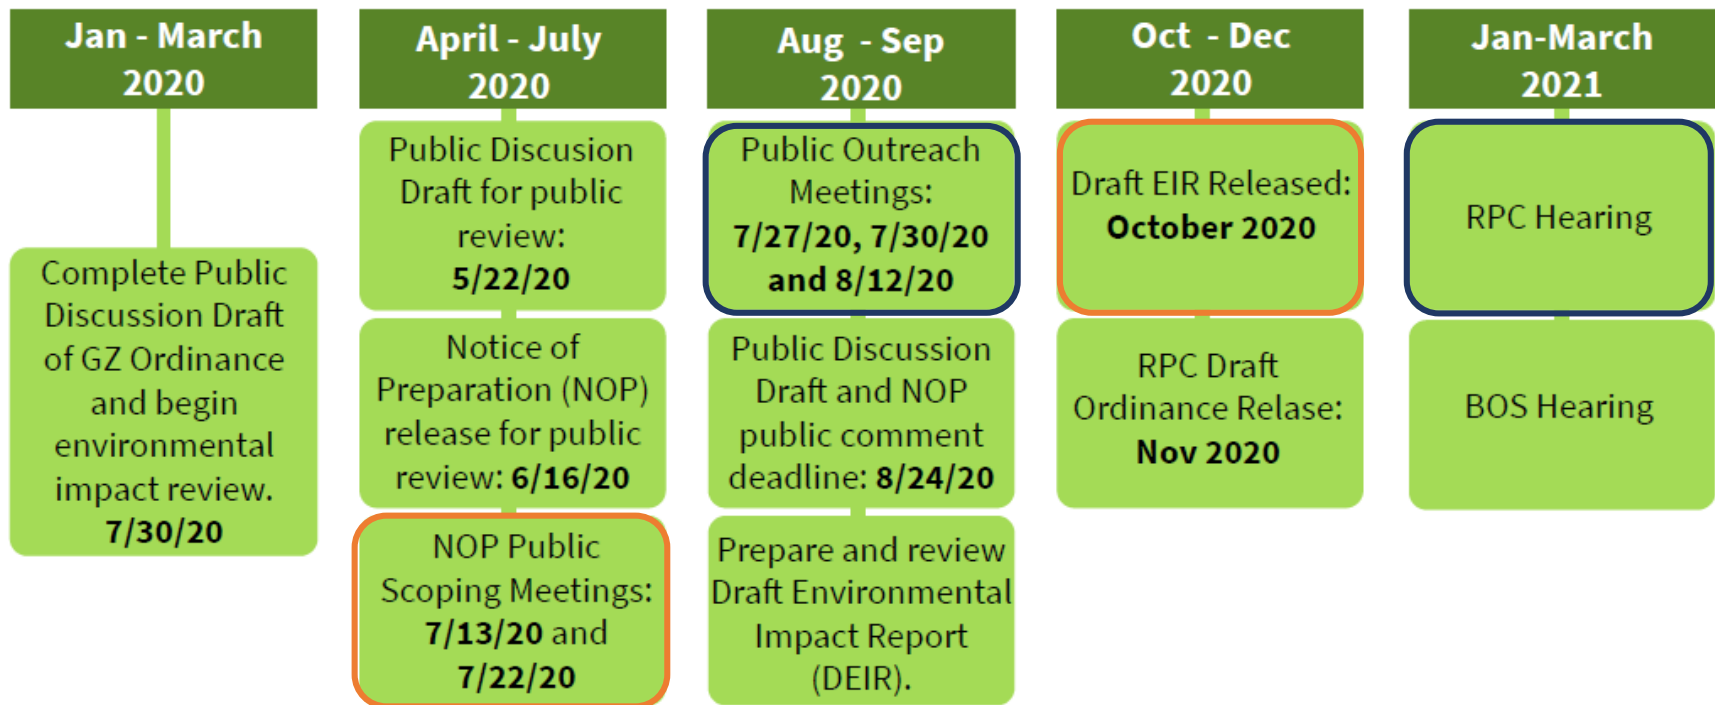 Jan - March
2020
Complete Public
Discussion Draft
of GZ Ordinance
and begin
environmental
impact review.
7/30/20
April - July
2020
Public Discusion
Draft for public
review:
5/22/20
Notice of
Preparation (NOP)
release for public
review: 6/16/20
NOP Public
Scoping Meetings:
7/13/20 and
7/22/20
Aug - Sep
2020
Public Outreach
Meetings:
7/27/20, 7/30/20
and 8/12/20
Public Discussion
Draft and NOP
public comment
deadline: 8/24/20
Prepare and review
Draft Environmental
Impact Report
(DEIR).
Oct - Dec
2020
Draft EIR Released:
October 2020
RPC Draft
Ordinance Relase:
Nov 2020
Jan-March
2021
RPC Hearing
BOS Hearing